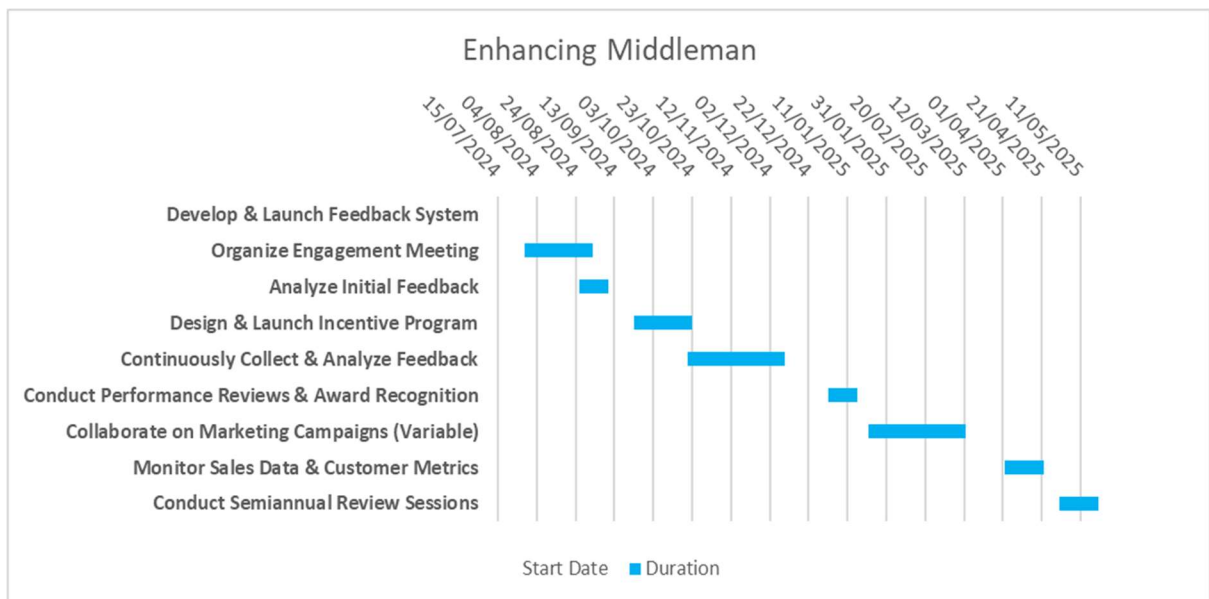 Enhancing Middleman
15/07/2024
04/08/2024
24/08/2024
13/09/2024
03/10/2024
23/10/2024
12/11/2024
02/12/2024
22/12/2024
11/01/2025
31/01/2025
20/02/2025
12/03/2025
01/04/2025
21/04/2025
11/05/2025
Develop & Launch Feedback System
Organize Engagement Meeting
Analyze Initial Feedback
Design & Launch Incentive Program
Continuously Collect & Analyze Feedback
Conduct Performance Reviews & Award Recognition
Collaborate on Marketing Campaigns (Variable)
Monitor Sales Data & Customer Metrics
Conduct Semiannual Review Sessions
Start Date Duration